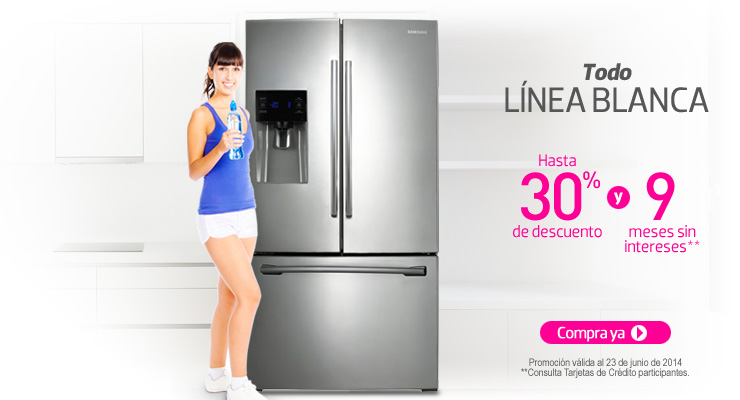 SAMSUNG
Todo
LÍNEA BLANCA
Hasta
30% y 9
de descuento
meses sin
intereses**
Compra ya
Promoción válida al 23 de junio de 2014
**Consulta Tarjetas de Crédito participantes.